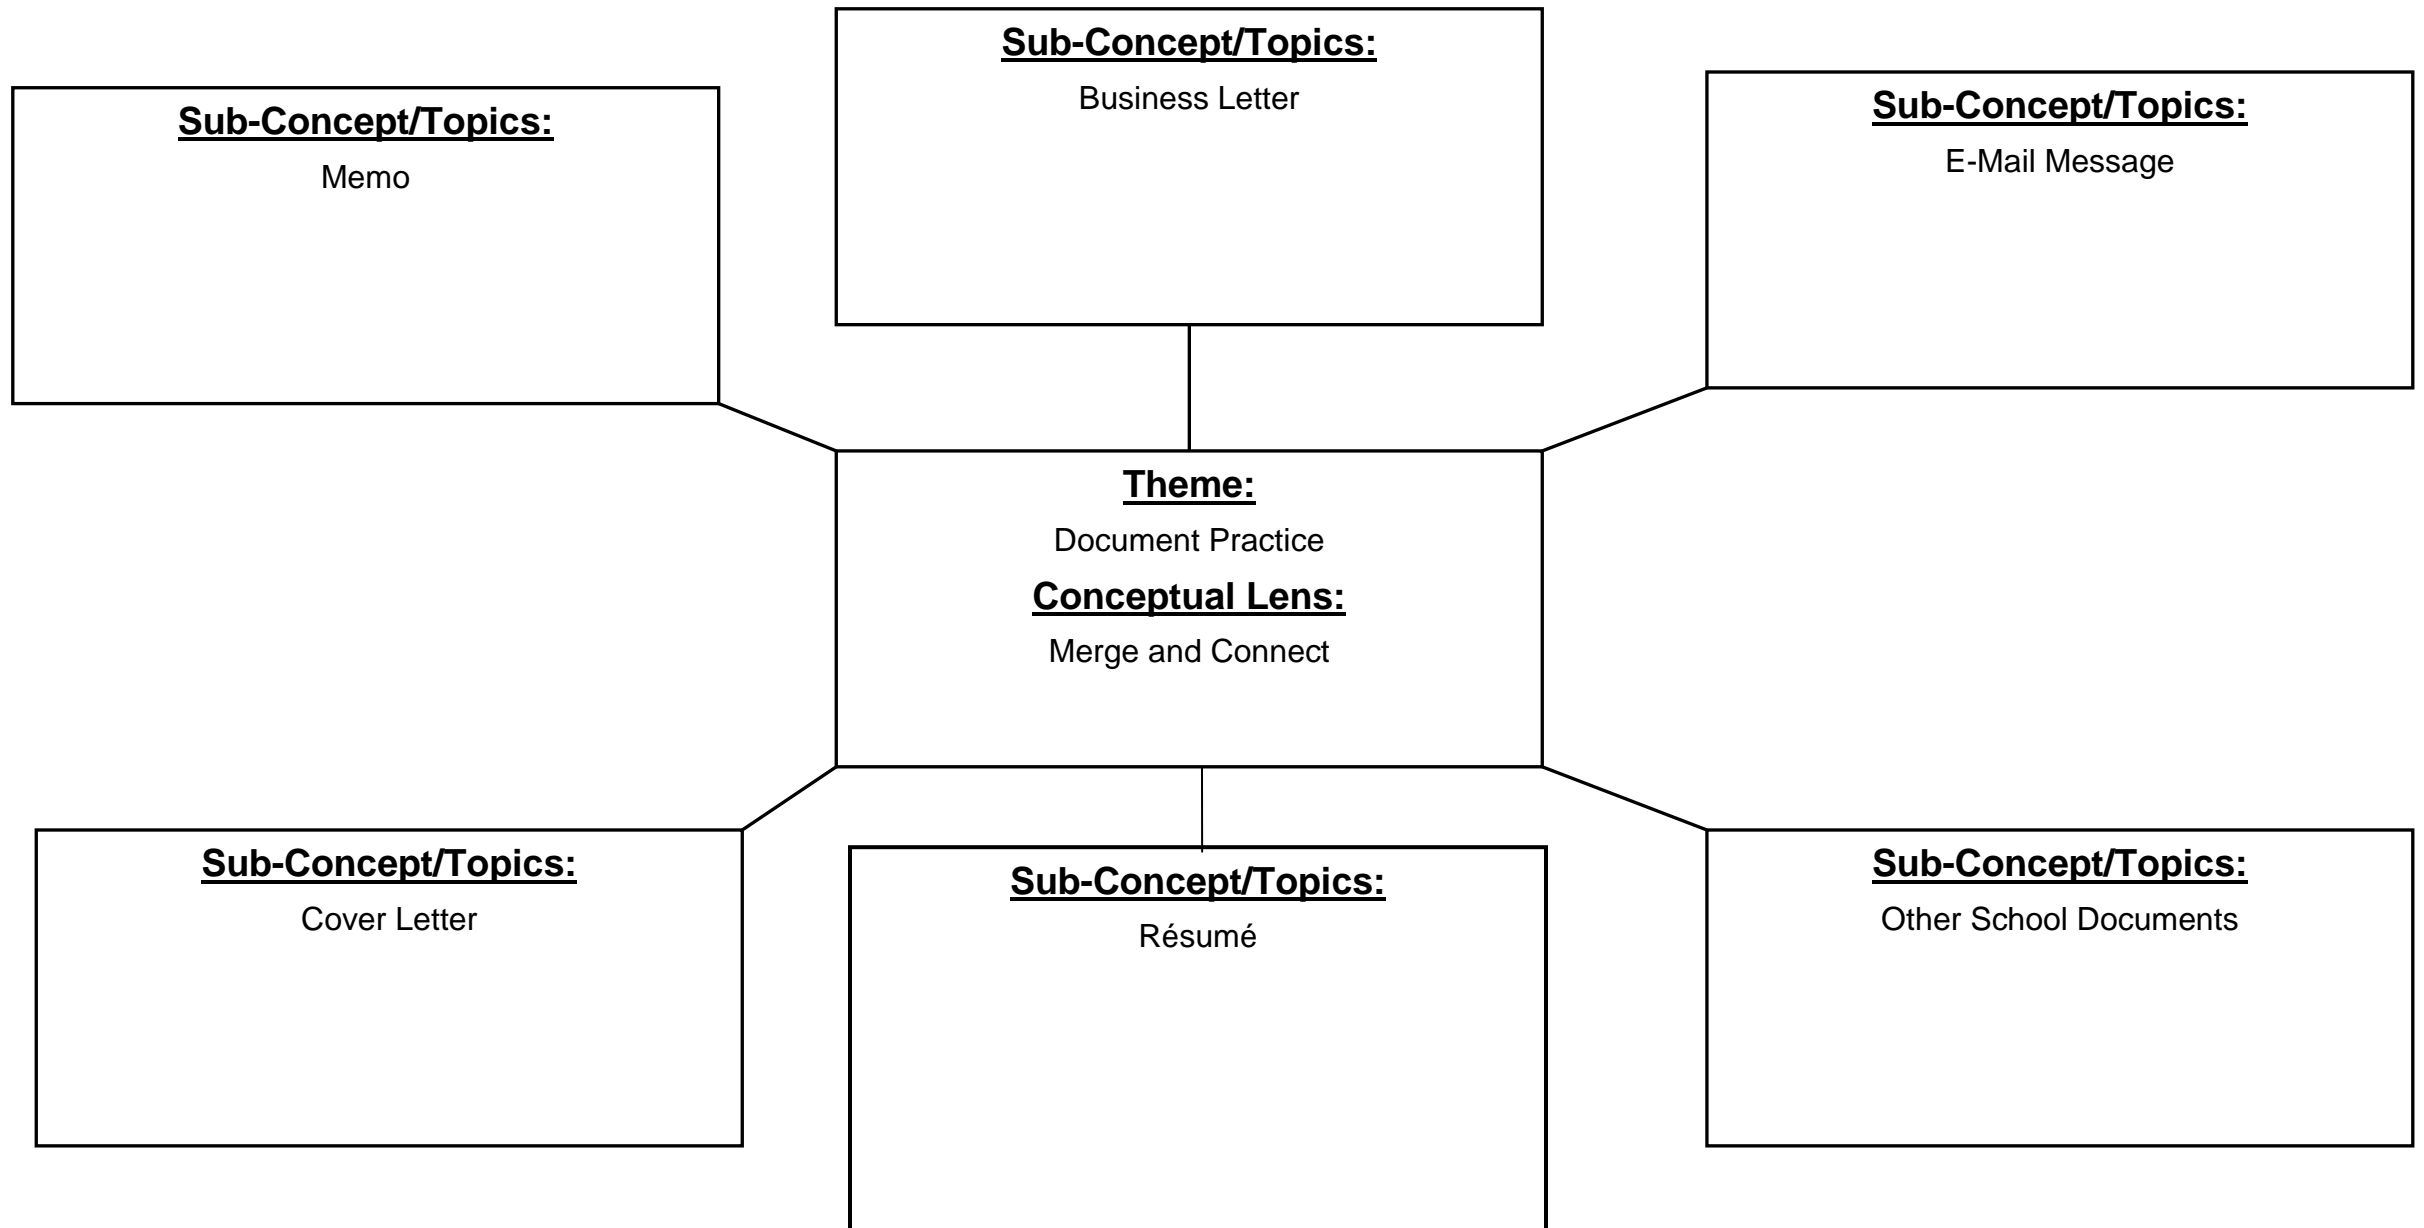 Sub-Concept/Topics:
Memo
Sub-Concept/Topics:
Business Letter
Sub-Concept/Topics:
E-Mail Message
Theme:
Document Practice
Conceptual Lens:
Merge and Connect
Sub-Concept/Topics:
Cover Letter
Sub-Concept/Topics:
Résumé
Sub-Concept/Topics:
Other School Documents